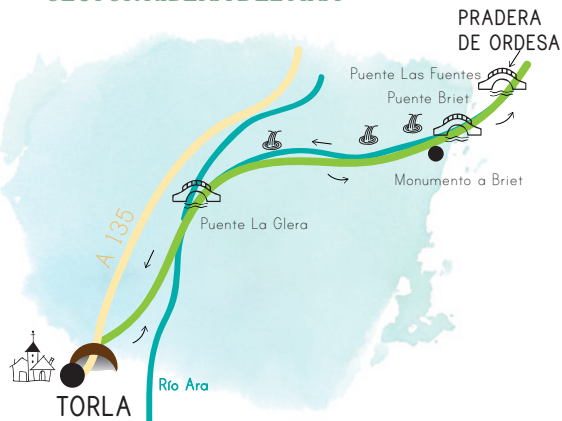 PRADERA
DE ORDESA
Puente Las Fuentes
Puente Briet
Monumento a Briet
Puente La Glera
A 135
Río Ara
TORLA